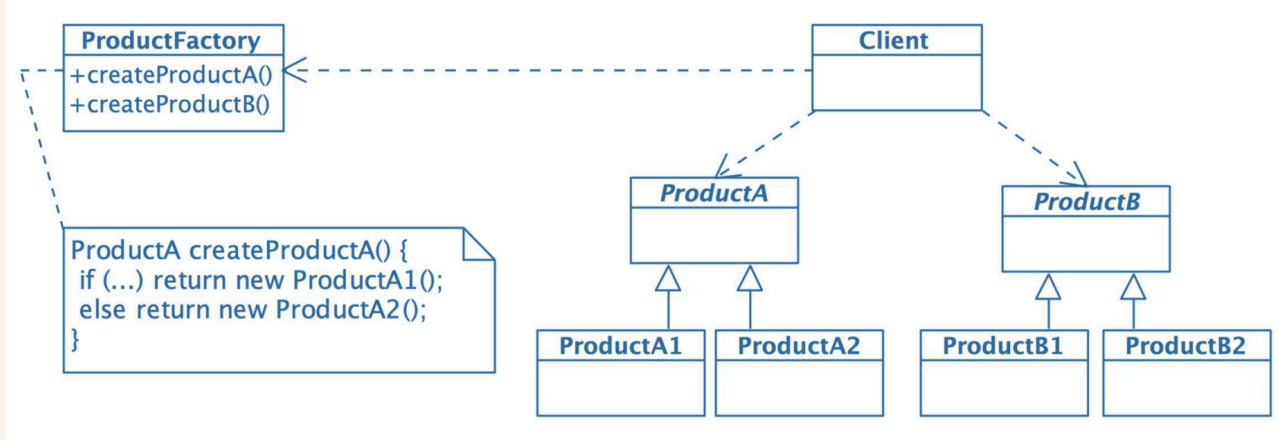 ProductFactory
+createProductA()
+createProductB()
Client
ProductA
ProductB
ProductA createProductA() {
if (...) return new ProductA1();
else return new ProductA2();
}
ProductA1
ProductA2
ProductB1
ProductB2